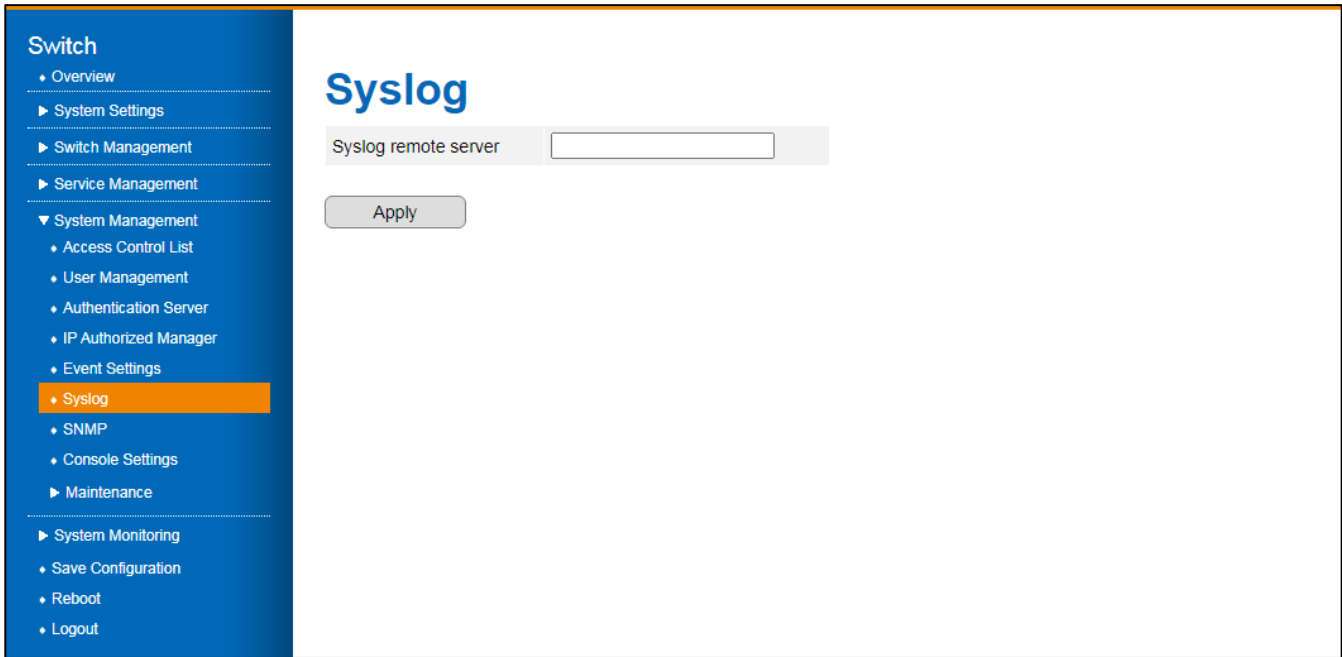 Switch
Overview
System Settings
Switch Management
Service Management
System Management
Access Control List
User Management
Authentication Server
IP Authorized Manager
Event Settings
Syslog
SNMP
Console Settings
Maintenance
System Monitoring
Save Configuration
Reboot
Logout
Syslog
Syslog remote server
Apply